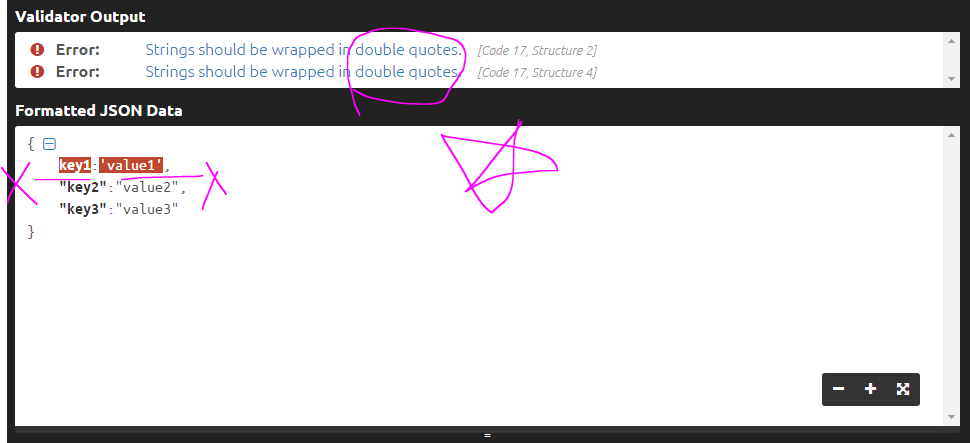 Validator Output
Error: Strings should be wrapped in double quotes. [Code 17, Structure 2]
Error: Strings should be wrapped in double quotes. [Code 17, Structure 4]
Formatted JSON Data
{
key1:'value1',
"key2":"value2",
"key3":"value3"
}